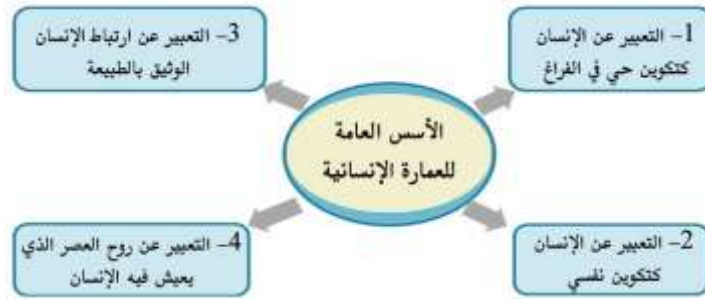 الأسس العامة
للعمارة الإنسانية
1- التعبير عن الإنسان
كتكوين حي في الفراغ
2- التعبير عن الإنسان
كتكوين نفسي
3- التعبير عن ارتباط الإنسان
الوثيق بالطبيعة
4- التعبير عن روح العصر الذي
يعيش فيه الإنسان